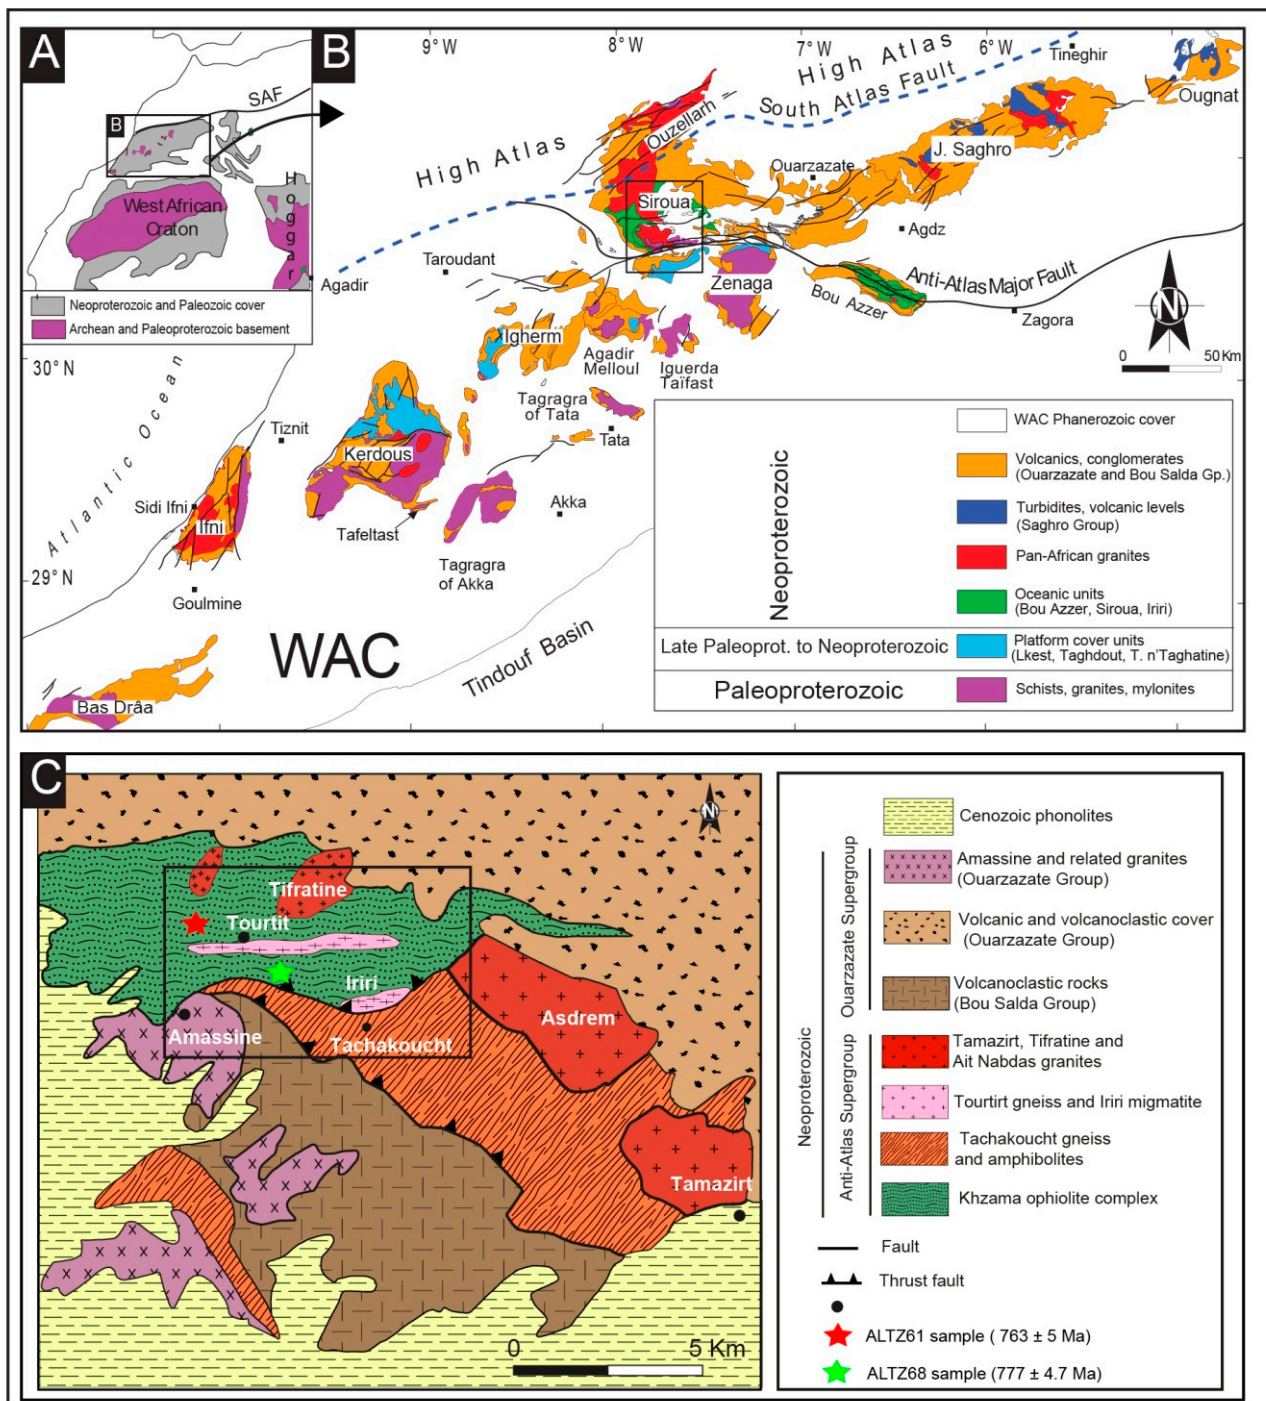 A
SAF
B
West African
Craton
Hoggar
Neoproterozoic and Paleozoic cover
Archean and Paleoproterozoic basement
B
9°W
8°W
7°W
6°W
High Atlas
High Atlas
South Atlas Fault
Tineghir
Ougnat
Ouzellarh
J. Saghro
Ouarzazate
Siroua
Agdz
Taroudant
Agadir
Zenaga
Anti-Atlas Major Fault
Bou Azzer
Zagora
N
0 50 Km
30° N
Igherm
Agadir
Melloul
Iguerda
Taïfast
Tagragra
of Tata
Tata
Atlantic Ocean
Tiznit
Kerdous
Sidi Ifni
Ifni
Akka
Tafeltast
Tagragra
of Akka
29° N
Goulmine
WAC
Tindouf Basin
Bas Drâa
Neoproterozoic
WAC Phanerozoic cover
Volcanics, conglomerates
(Ouarzazate and Bou Salda Gp.)
Turbidites, volcanic levels
(Saghro Group)
Pan-African granites
Oceanic units
(Bou Azzer, Siroua, Iriri)
Late Paleoprot. to Neoproterozoic
Platform cover units
(Lkest, Taghdout, T. n'Taghatine)
Paleoproterozoic
Schists, granites, mylonites
C
N
Tifratine
Tourtit
Iriri
Amassine
Tachakoucht
Asdrem
Tamazirt
0 5 Km
Neoproterozoic
Ouarzazate Supergroup
Anti-Atlas Supergroup
Cenozoic phonolites
Amassine and related granites
(Ouarzazate Group)
Volcanic and volcanoclastic cover
(Ouarzazate Group)
Volcanoclastic rocks
(Bou Salda Group)
Tamazirt, Tifratine and
Ait Nabdas granites
Tourtirt gneiss and Iriri migmatite
Tachakoucht gneiss
and amphibolites
Khzama ophiolite complex
Fault
Thrust fault
ALTZ61 sample ( 763 ± 5 Ma)
ALTZ68 sample (777 ± 4.7 Ma)